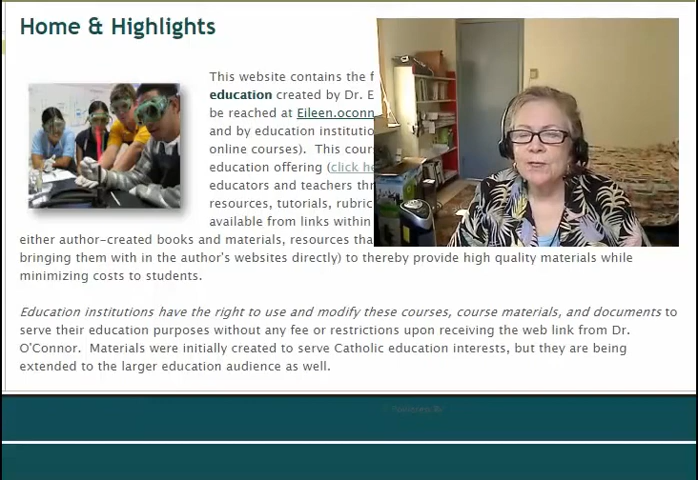 Home & Highlights
This website contains the f
education created by Dr. E
be reached at Eileen.oconn
and by education institutio
online courses). This cour
education offering (click he
educators and teachers thr
resources, tutorials, rubric
available from links within
either author-created books and materials, resources tha
bringing them with in the author's websites directly) to thereby provide high quality materials while
minimizing costs to students.
Education institutions have the right to use and modify these courses, course materials, and documents to
serve their education purposes without any fee or restrictions upon receiving the web link from Dr.
O'Connor. Materials were initially created to serve Catholic education interests, but they are being
extended to the larger education audience as well.